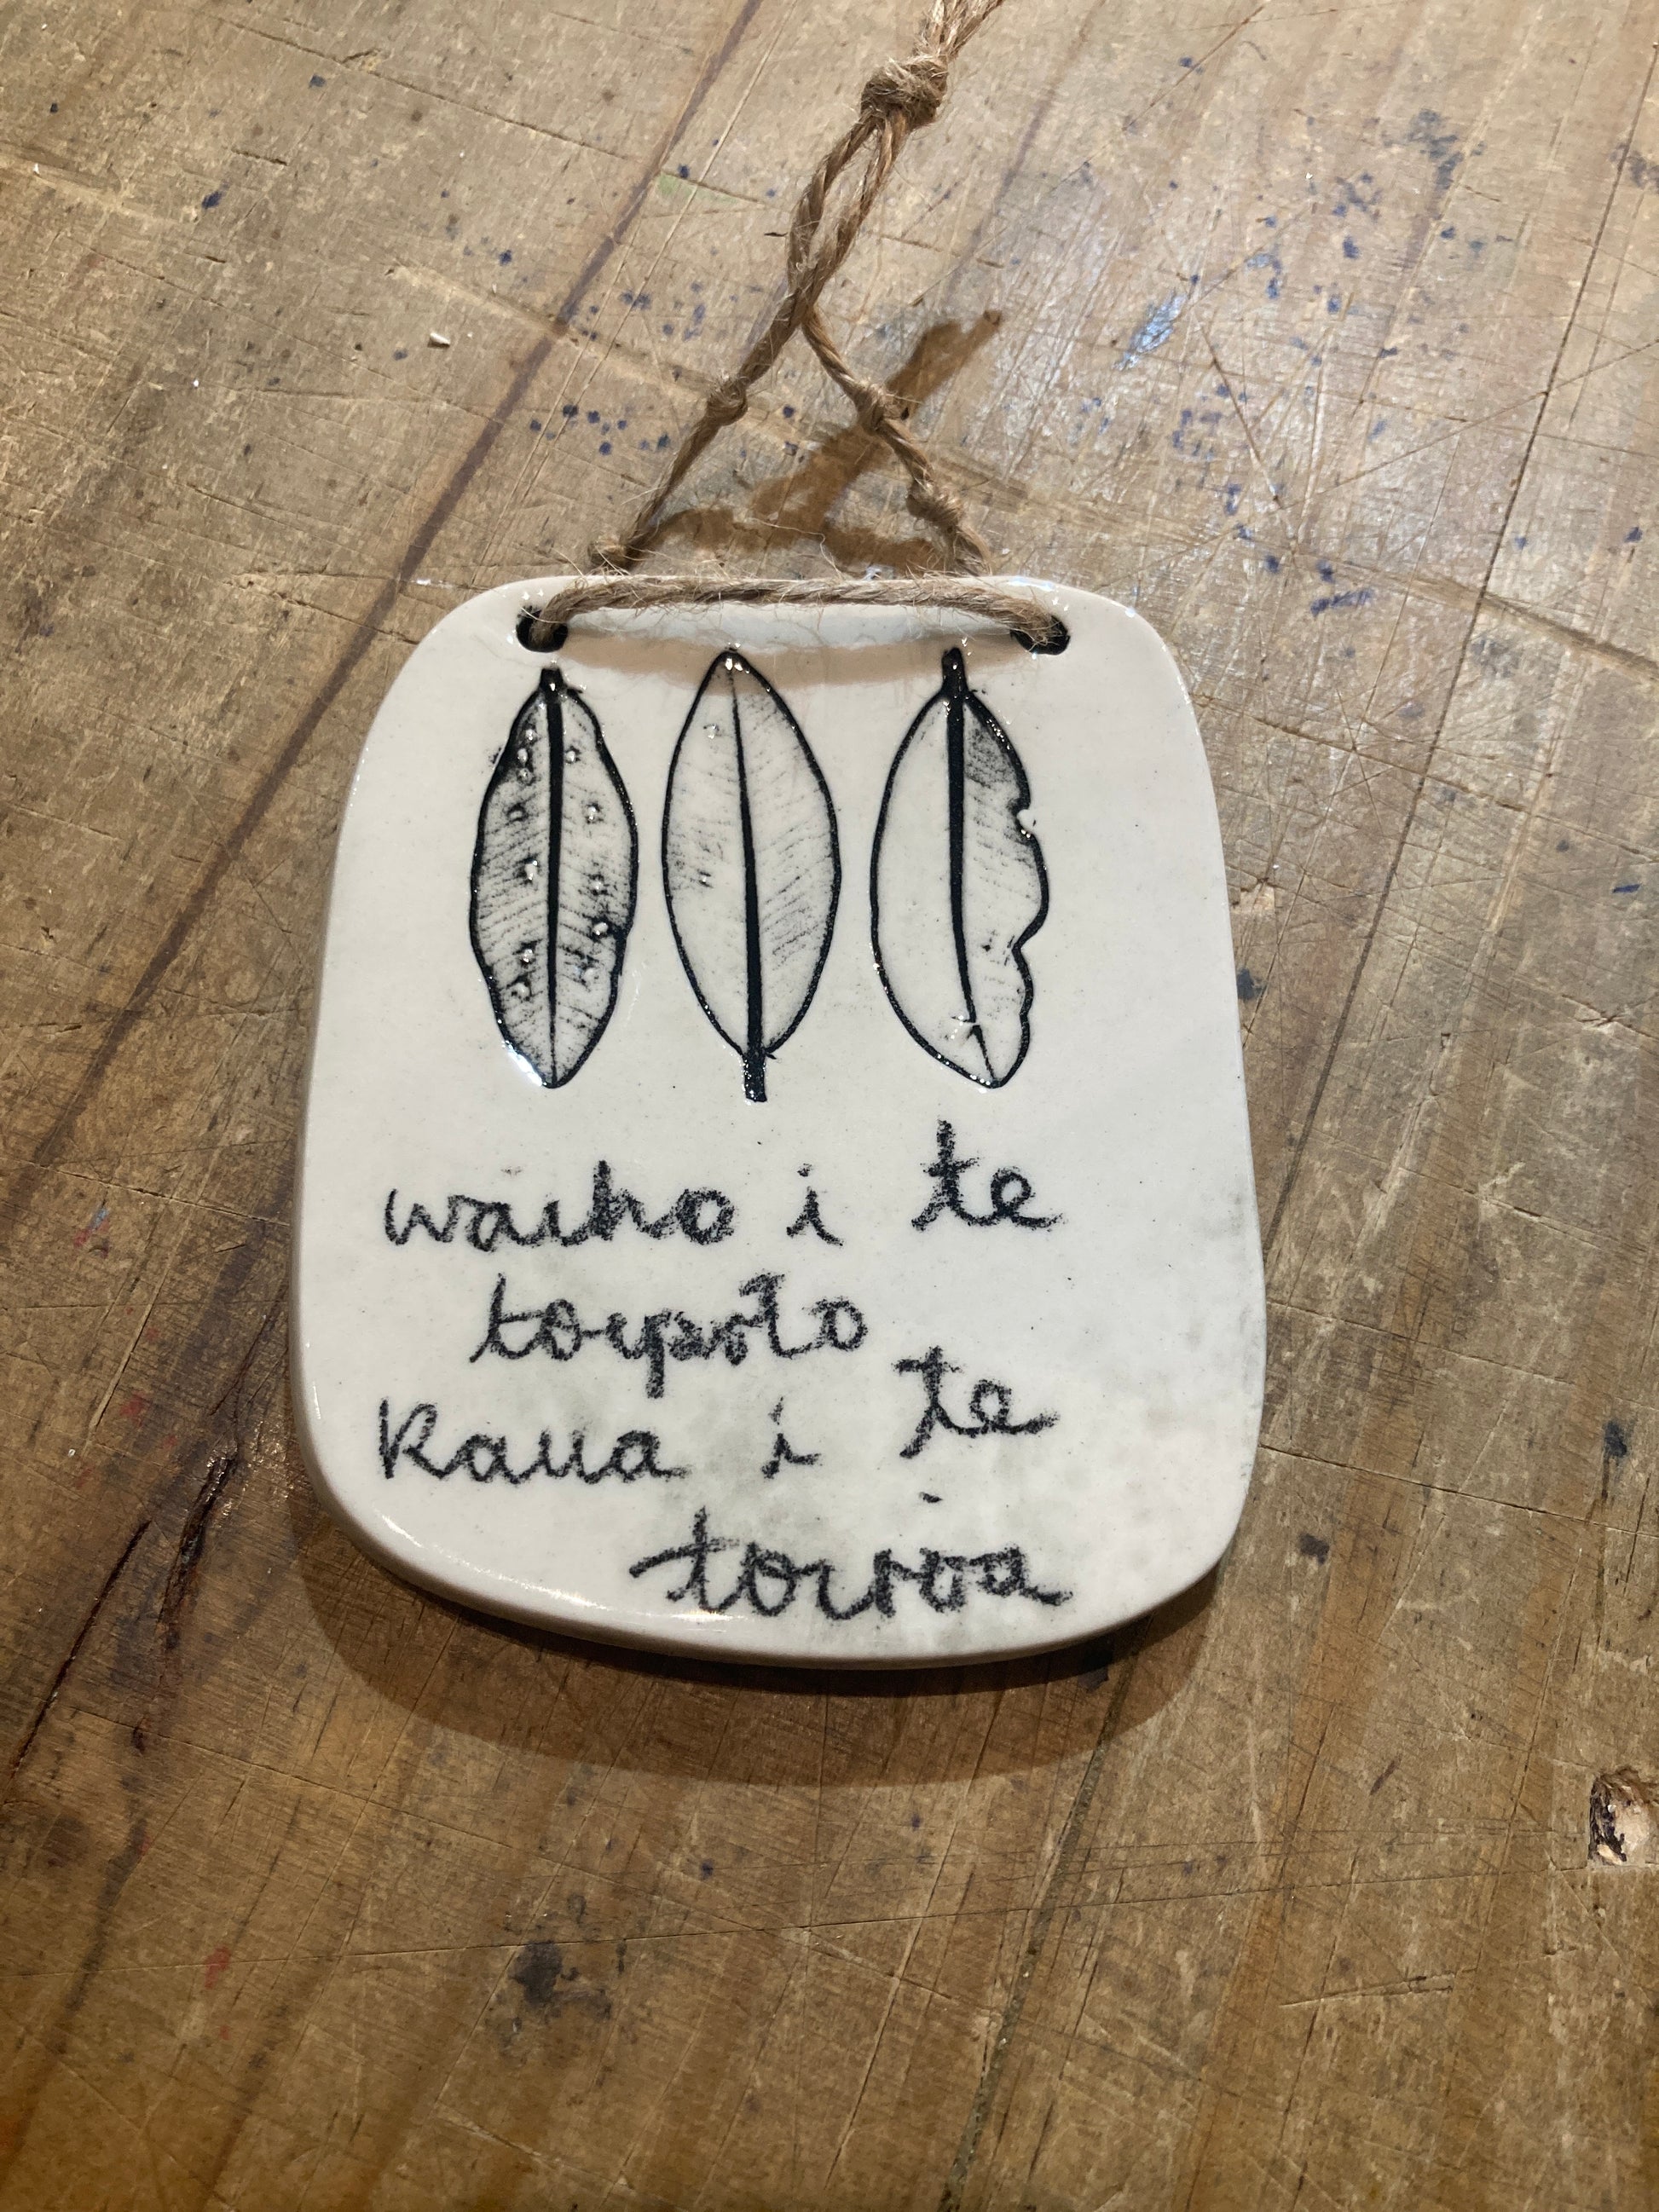 waiho i te
toipoto
Kaua i te
toiroa